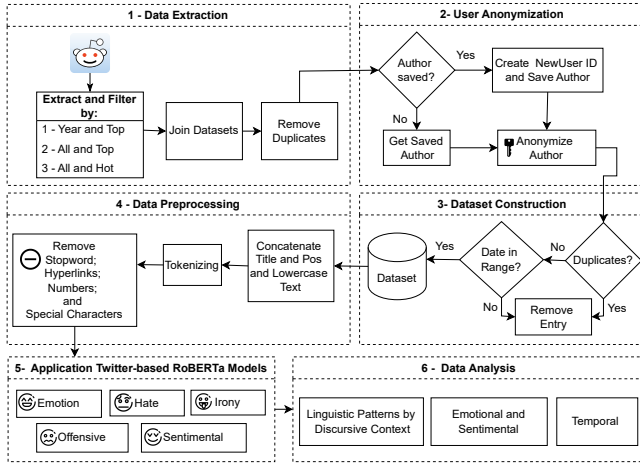 1 - Data Extraction
Extract and Filter
by:
1 - Year and Top
2 - All and Top
3 - All and Hot
Join Datasets
Remove
Duplicates
2- User Anonymization
Author
saved?
Yes
Create  NewUser ID
and Save Author
No
Get Saved
Author
Anonymize
Author
3- Dataset Construction
Duplicates?
No
Yes
Date in
Range?
Yes
No
Remove
Entry
Dataset
4 - Data Preprocessing
Concatenate
Title and Pos
and Lowercase
Text
Tokenizing
Remove
Stopword;
Hyperlinks;
Numbers;
and
Special Characters
5-  Application Twitter-based RoBERTa Models
Emotion
Hate
Irony
Offensive
Sentimental
6 -  Data Analysis
Linguistic Patterns by
Discursive Context
Emotional and
Sentimental
Temporal